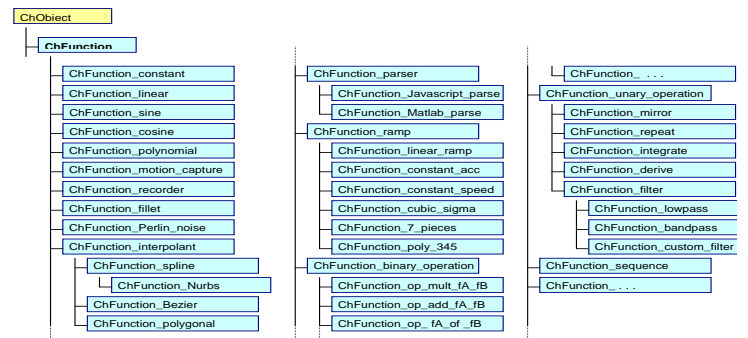 ChObject
ChFunction
ChFunction_constant
ChFunction_linear
ChFunction_sine
ChFunction_cosine
ChFunction_polynomial
ChFunction_motion_capture
ChFunction_recorder
ChFunction_fillet
ChFunction_Perlin_noise
ChFunction_interpolant
ChFunction_spline
ChFunction_Nurbs
ChFunction_Bezier
ChFunction_polygonal
ChFunction_parser
ChFunction_Javascript_parse
ChFunction_Matlab_parse
ChFunction_ramp
ChFunction_linear_ramp
ChFunction_constant_acc
ChFunction_constant_speed
ChFunction_cubic_sigma
ChFunction_7_pieces
ChFunction_poly_345
ChFunction_binary_operation
ChFunction_op_mult_fA_fB
ChFunction_op_add_fA_fB
ChFunction_op_ fA_of _fB
ChFunction_ . . .
ChFunction_unary_operation
ChFunction_mirror
ChFunction_repeat
ChFunction_integrate
ChFunction_derive
ChFunction_filter
ChFunction_lowpass
ChFunction_bandpass
ChFunction_custom_filter
ChFunction_sequence
ChFunction_ . . .